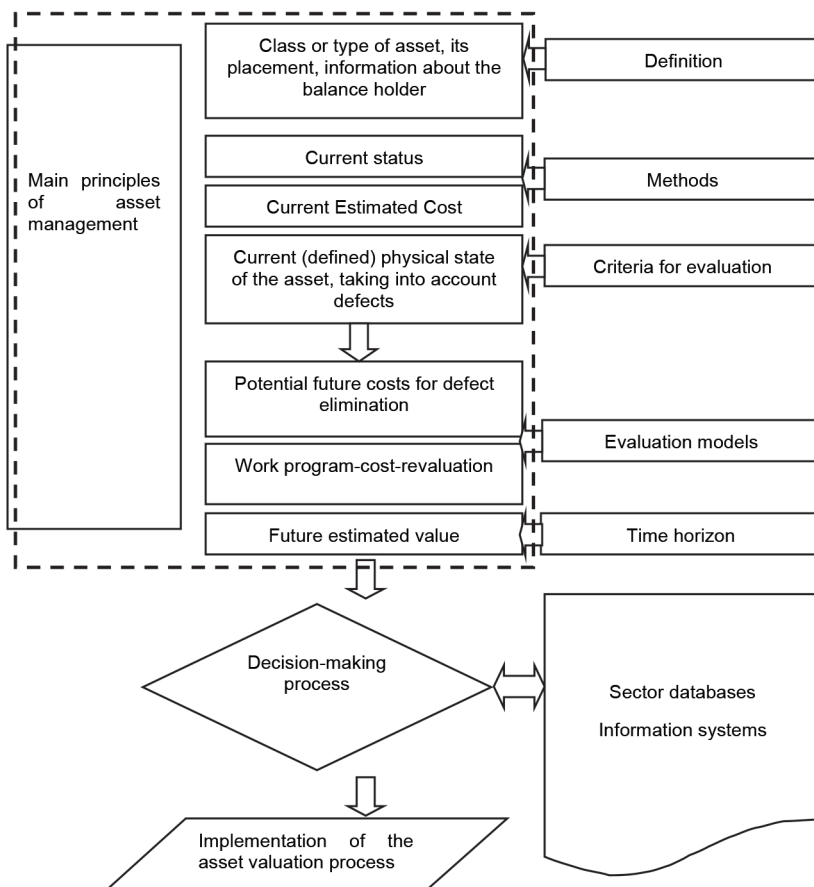 Class or type of asset, its
placement, information about the
balance holder
Definition
Main principles
of asset
management
Current status
Methods
Current Estimated Cost
Current (defined) physical state
of the asset, taking into account
defects
Criteria for evaluation
Potential future costs for defect
elimination
Evaluation models
Work program-cost-revaluation
Future estimated value
Time horizon
Decision-making
process
Sector databases
Information systems
Implementation of the
asset valuation process